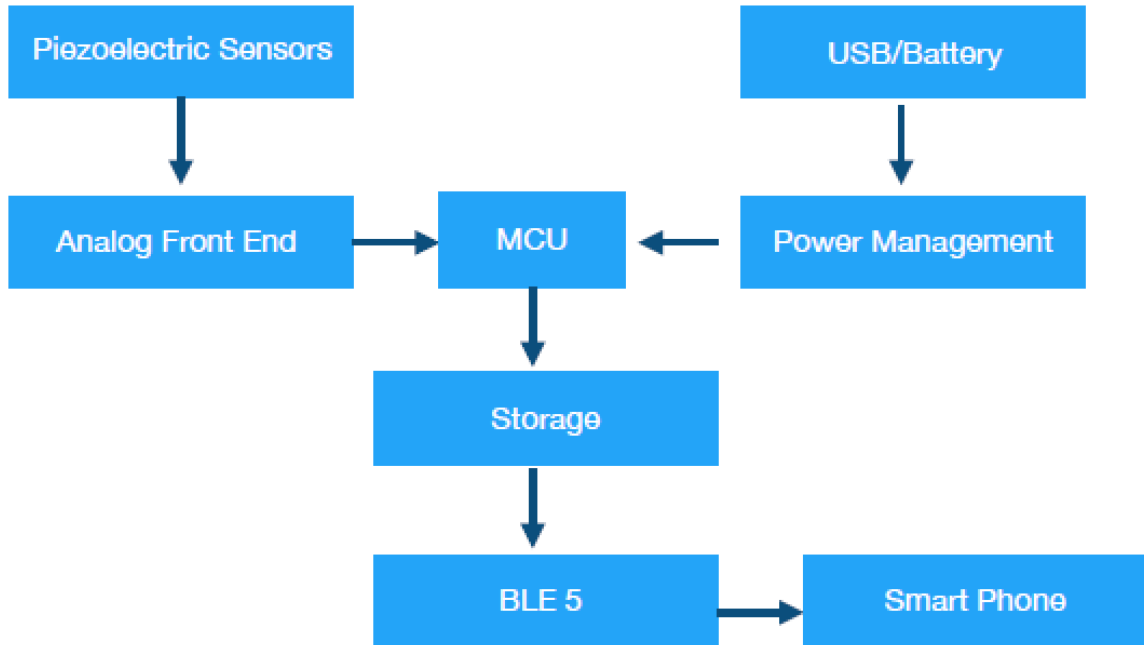 Piezoelectric Sensors
USB/Battery
Analog Front End
MCU
Power Management
Storage
BLE 5
Smart Phone